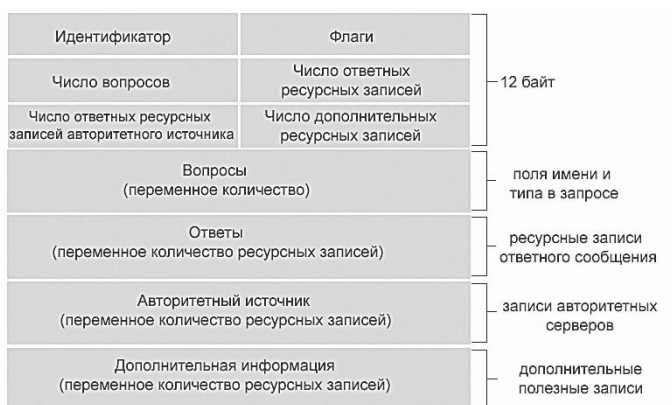 Идентификатор
Флаги
Число вопросов
Число ответных
ресурсных записей
12 байт
Число ответных ресурсных
записей авторитетного источника
Число дополнительных
ресурсных записей
Вопросы
(переменное количество)
поля имени и
типа в запросе
Ответы
(переменное количество ресурсных записей)
ресурсные записи
ответного сообщения
Авторитетный источник
(переменное количество ресурсных записей)
записи авторитетных
серверов
Дополнительная информация
(переменное количество ресурсных записей)
дополнительные
полезные записи